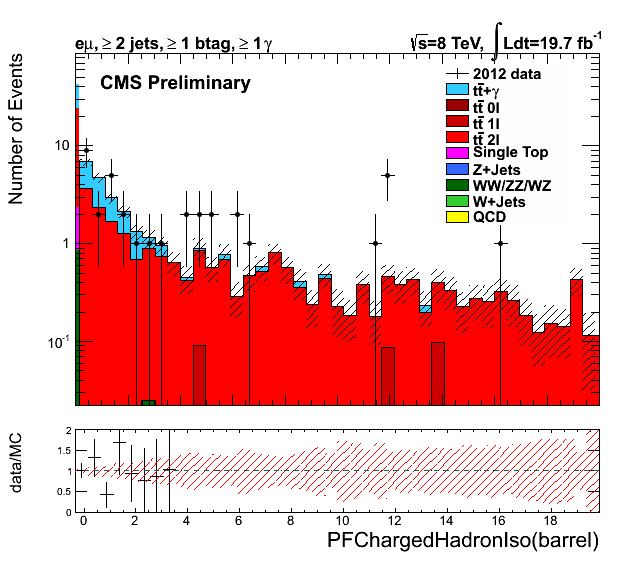 eμ, ≥ 2 jets, ≥ 1 btag, ≥ 1 γ
√s=8 TeV, ∫Ldt=19.7 fb⁻¹
CMS Preliminary
2012 data
tt̄+γ
tt̄ 0l
tt̄ 1l
tt̄ 2l
Single Top
Z+Jets
WW/ZZ/WZ
W+Jets
QCD
Number of Events
10
1
10⁻¹
data/MC
2
1.5
1
0.5
0
0 2 4 6 8 10 12 14 16 18
PFChargedHadronIso(barrel)